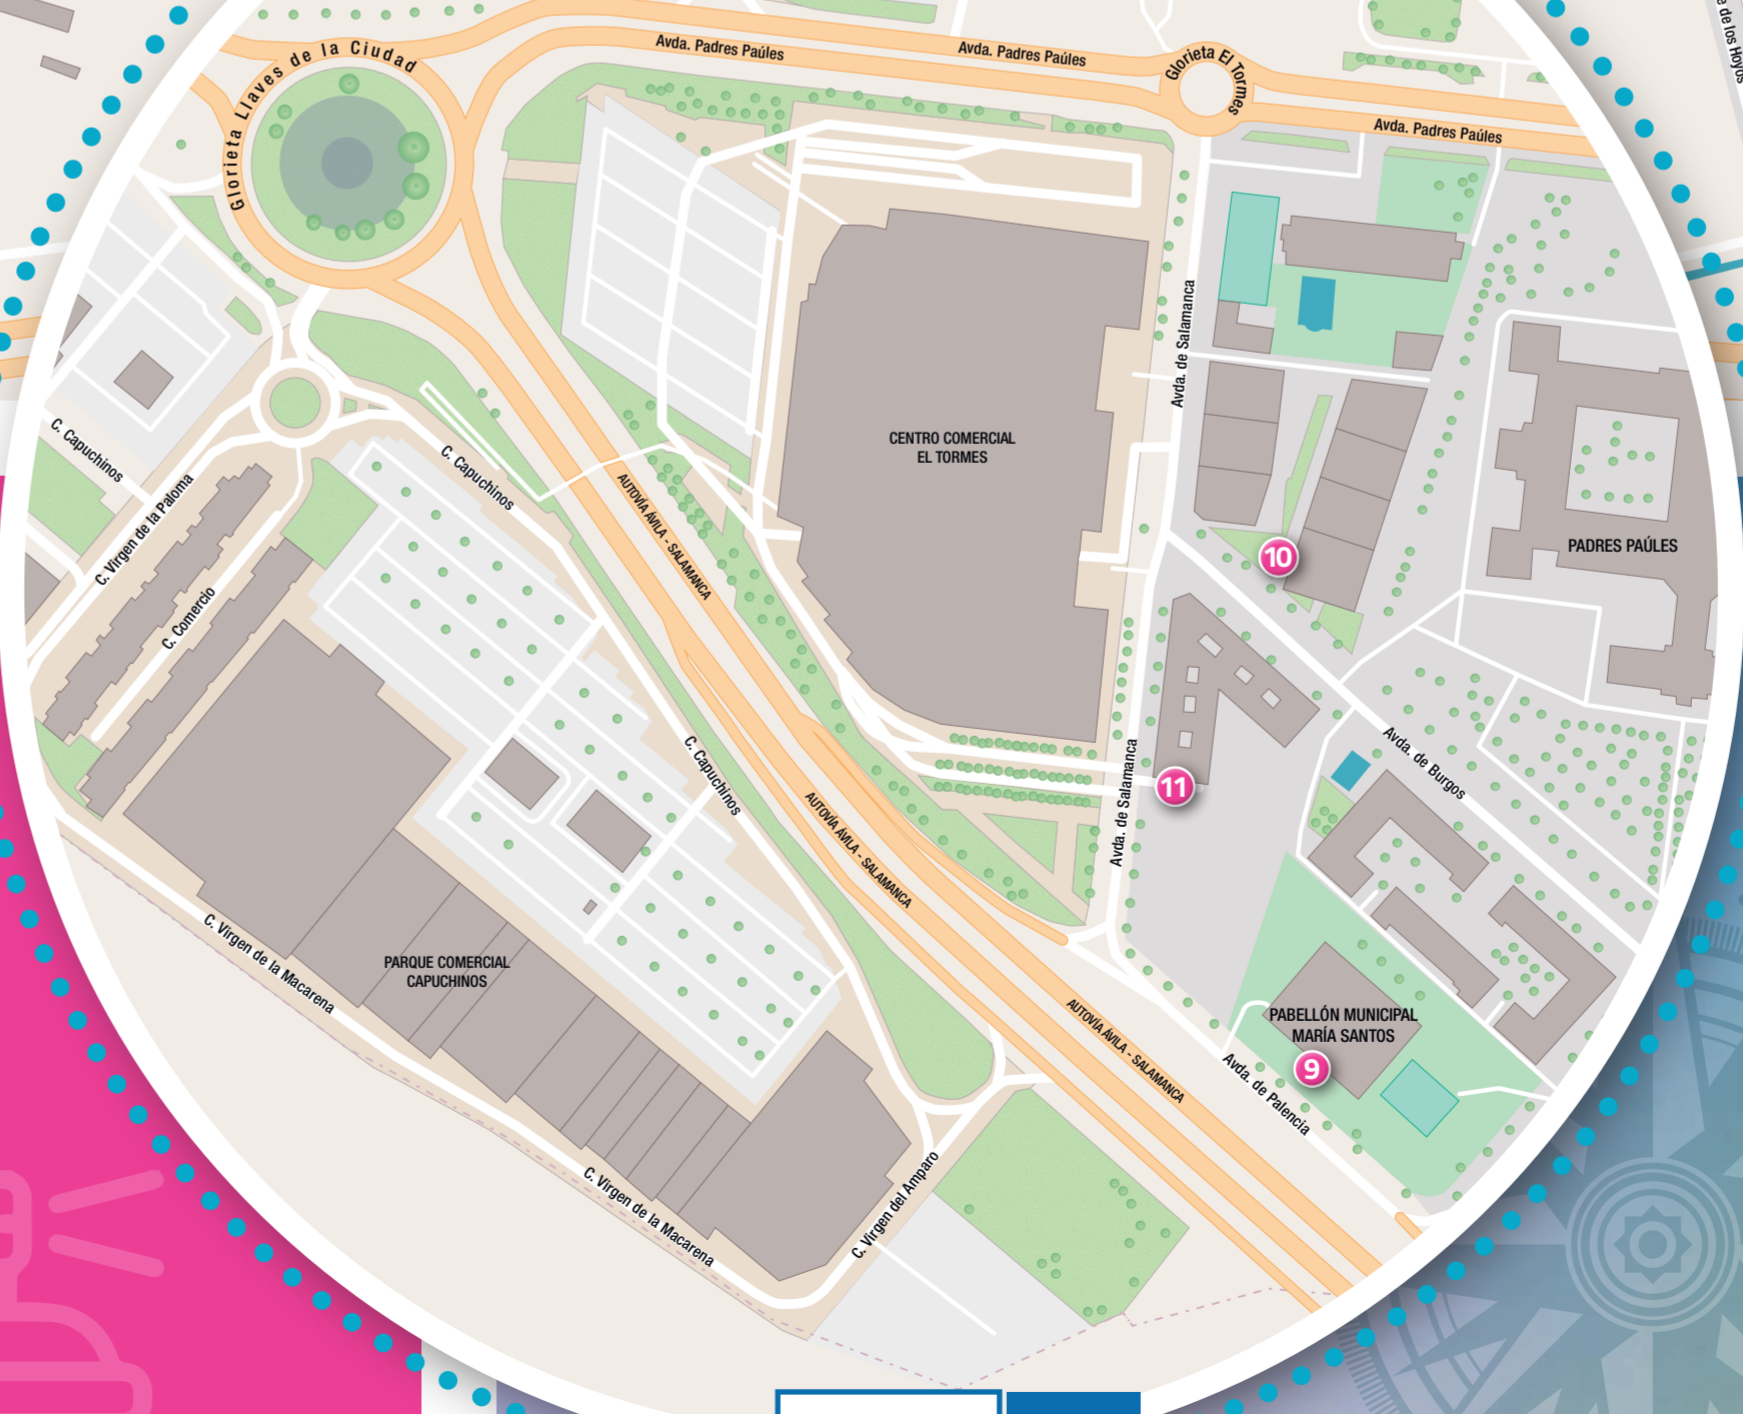 Glorieta Llaves de la Ciudad
Avda. Padres Paúles
Avda. Padres Paúles
Glorieta El Tormes
Avda. Padres Paúles
e de los Hoyos
Avda. de Salamanca
CENTRO COMERCIAL
EL TORMES
C. Capuchinos
C. Capuchinos
C. Virgen de la Paloma
AUTOVÍA ÁVILA - SALAMANCA
10
PADRES PAÚLES
C. Comercio
C. Capuchinos
Avda. de Salamanca
11
Avda. de Burgos
AUTOVÍA ÁVILA - SALAMANCA
C. Virgen de la Macarena
PARQUE COMERCIAL
CAPUCHINOS
AUTOVÍA ÁVILA - SALAMANCA
PABELLÓN MUNICIPAL
MARÍA SANTOS
9
Avda. de Palencia
C. Virgen de la Macarena
C. Virgen del Amparo